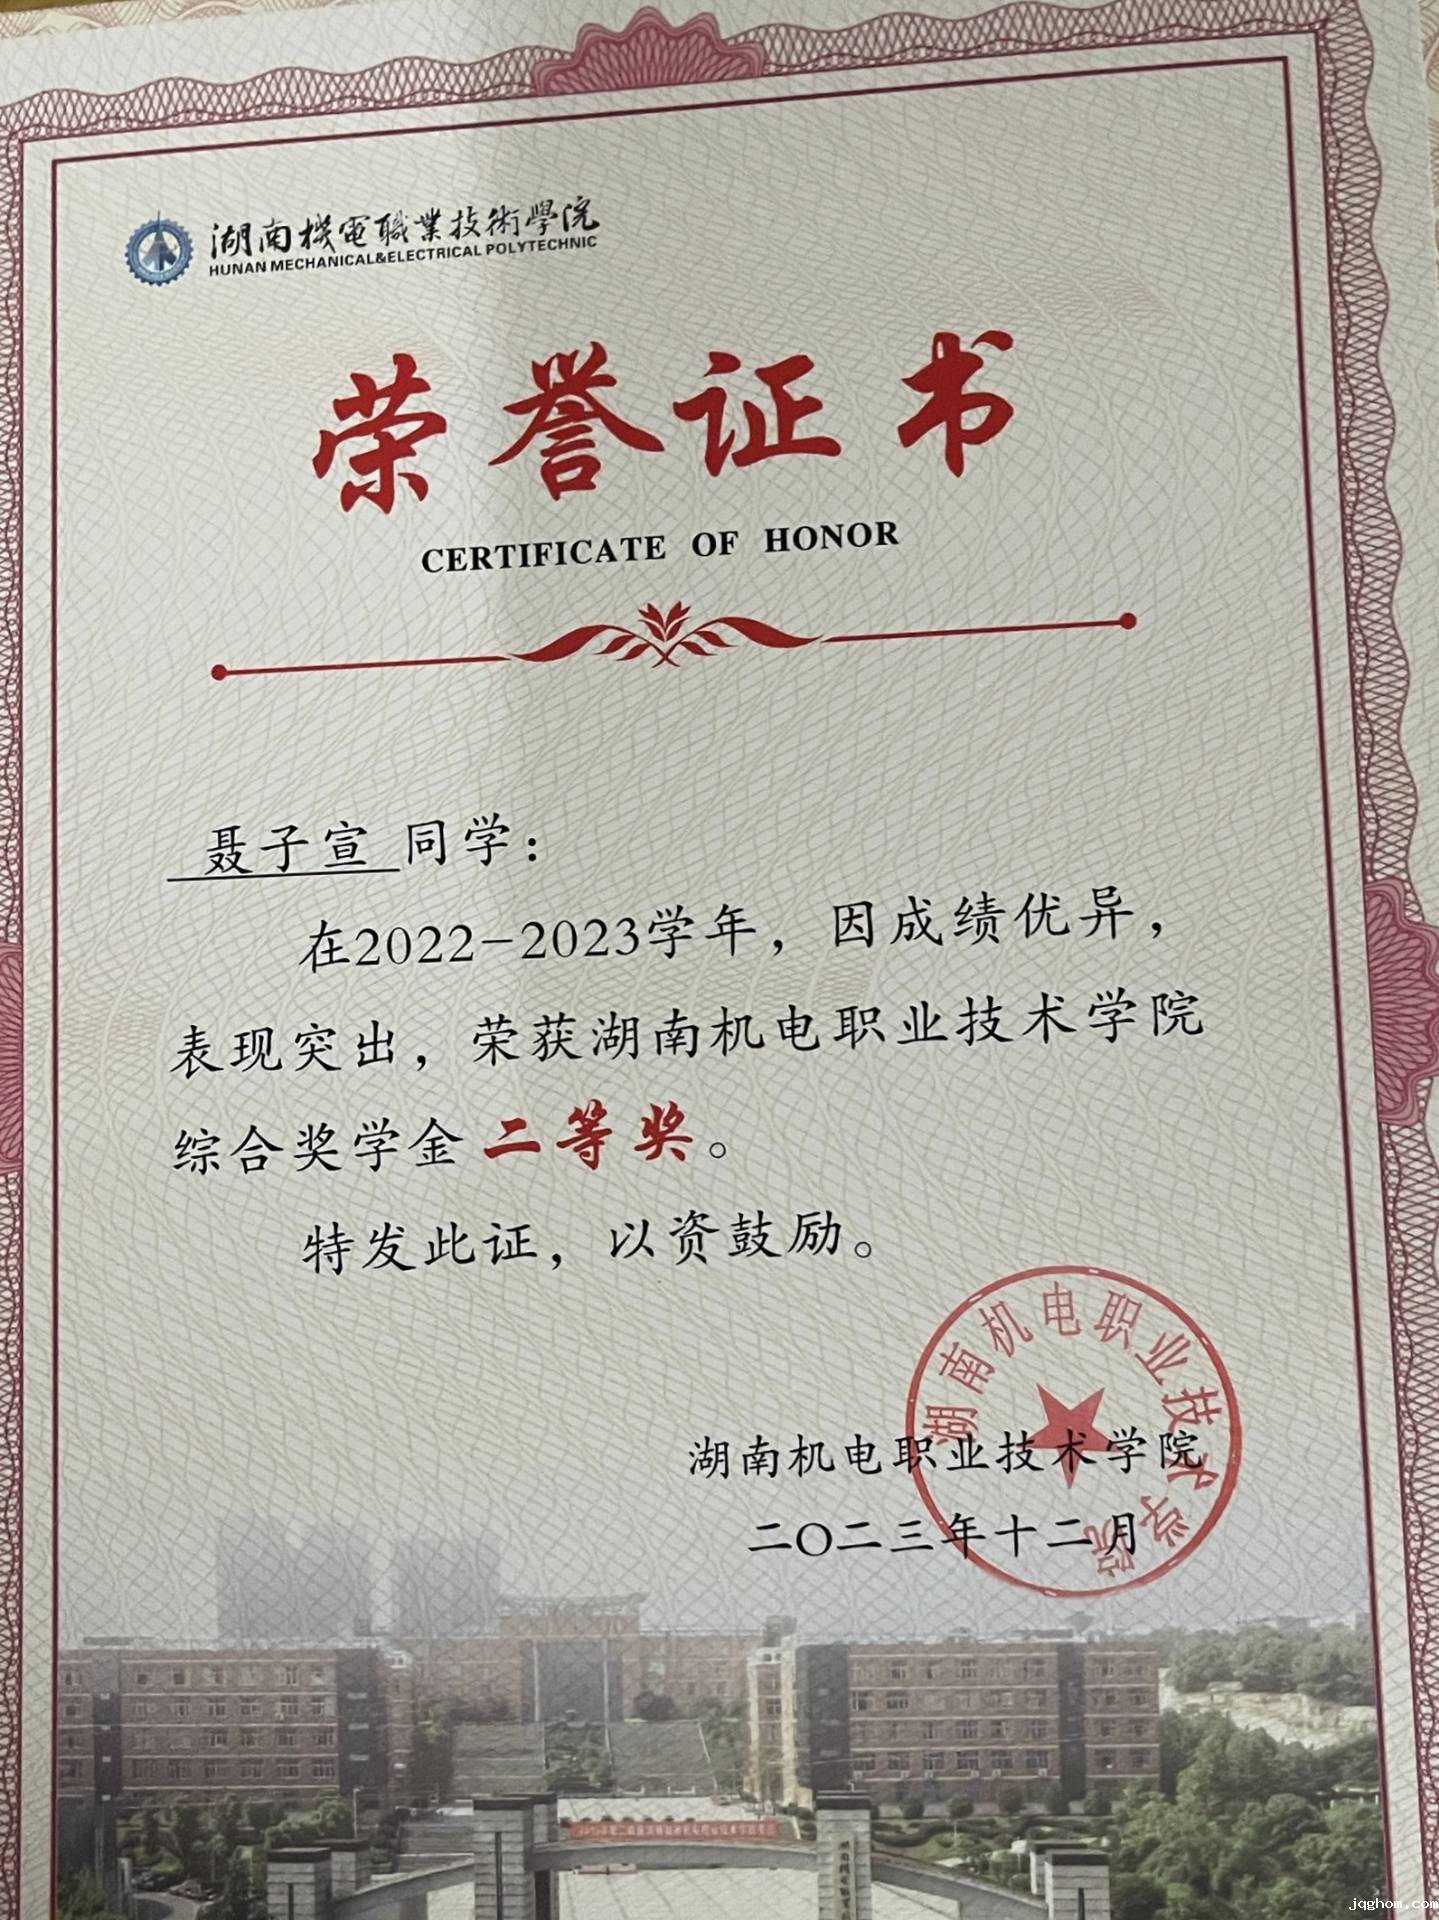 湖南機電職業技術學院
HUNAN MECHANICAL&ELECTRICAL POLYTECHNIC
荣誉证书
CERTIFICATE OF HONOR
聂子宣 同学：
在2022-2023学年，因成绩优异，
表现突出，荣获湖南机电职业技术学院
综合奖学金 二等奖。
特发此证，以资鼓励。
湖南机电职业技术学院
湖南机电职业技术学院
二〇二三年十二月
jqghom.com